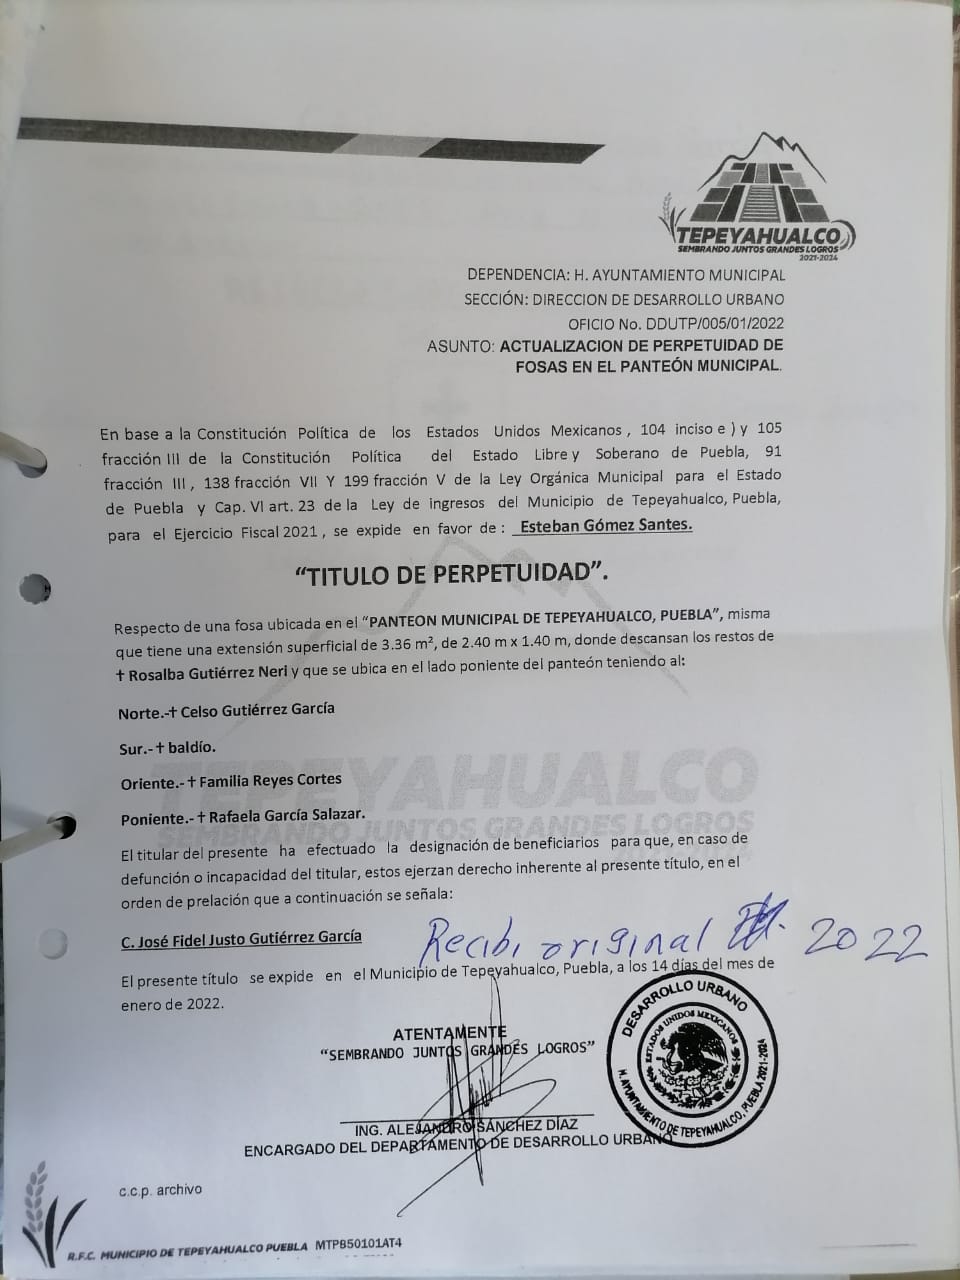 TEPEYAHUALCO
SEMBRANDO JUNTOS GRANDES LOGROS
2021-2024
DEPENDENCIA: H. AYUNTAMIENTO MUNICIPAL
SECCIÓN: DIRECCION DE DESARROLLO URBANO
OFICIO No. DDUTP/005/01/2022
ASUNTO: ACTUALIZACION DE PERPETUIDAD DE
FOSAS EN EL PANTEÓN MUNICIPAL.
En base a la Constitución Política de los Estados Unidos Mexicanos , 104 inciso e ) y 105
fracción III de la Constitución Política del Estado Libre y Soberano de Puebla, 91
fracción III , 138 fracción VII Y 199 fracción V de la Ley Orgánica Municipal para el Estado
de Puebla y Cap. VI art. 23 de la Ley de ingresos del Municipio de Tepeyahualco, Puebla,
para el Ejercicio Fiscal 2021 , se expide en favor de : Esteban Gómez Santes.
“TITULO DE PERPETUIDAD”.
Respecto de una fosa ubicada en el “PANTEON MUNICIPAL DE TEPEYAHUALCO, PUEBLA”, misma
que tiene una extensión superficial de 3.36 m², de 2.40 m x 1.40 m, donde descansan los restos de
✝ Rosalba Gutiérrez Neri y que se ubica en el lado poniente del panteón teniendo al:
Norte.-✝ Celso Gutiérrez García
Sur.-✝ baldío.
Oriente.-✝ Familia Reyes Cortes
Poniente.-✝ Rafaela García Salazar.
TEPEYAHUALCO
SEMBRANDO JUNTOS GRANDES LOGROS
El titular del presente ha efectuado la designación de beneficiarios para que, en caso de
defunción o incapacidad del titular, estos ejerzan derecho inherente al presente título, en el
orden de prelación que a continuación se señala:
C. José Fidel Justo Gutiérrez García
Recibi original 2022
El presente título se expide en el Municipio de Tepeyahualco, Puebla, a los 14 días del mes de
enero de 2022.
ATENTAMENTE
“SEMBRANDO JUNTOS GRANDES LOGROS”
ING. ALEJANDRO SÁNCHEZ DÍAZ
ENCARGADO DEL DEPARTAMENTO DE DESARROLLO URBANO
DESARROLLO URBANO
ESTADOS UNIDOS MEXICANOS
H. AYUNTAMIENTO DE TEPEYAHUALCO, PUEBLA 2021-2024
c.c.p. archivo
R.F.C. MUNICIPIO DE TEPEYAHUALCO PUEBLA MTP850101AT4